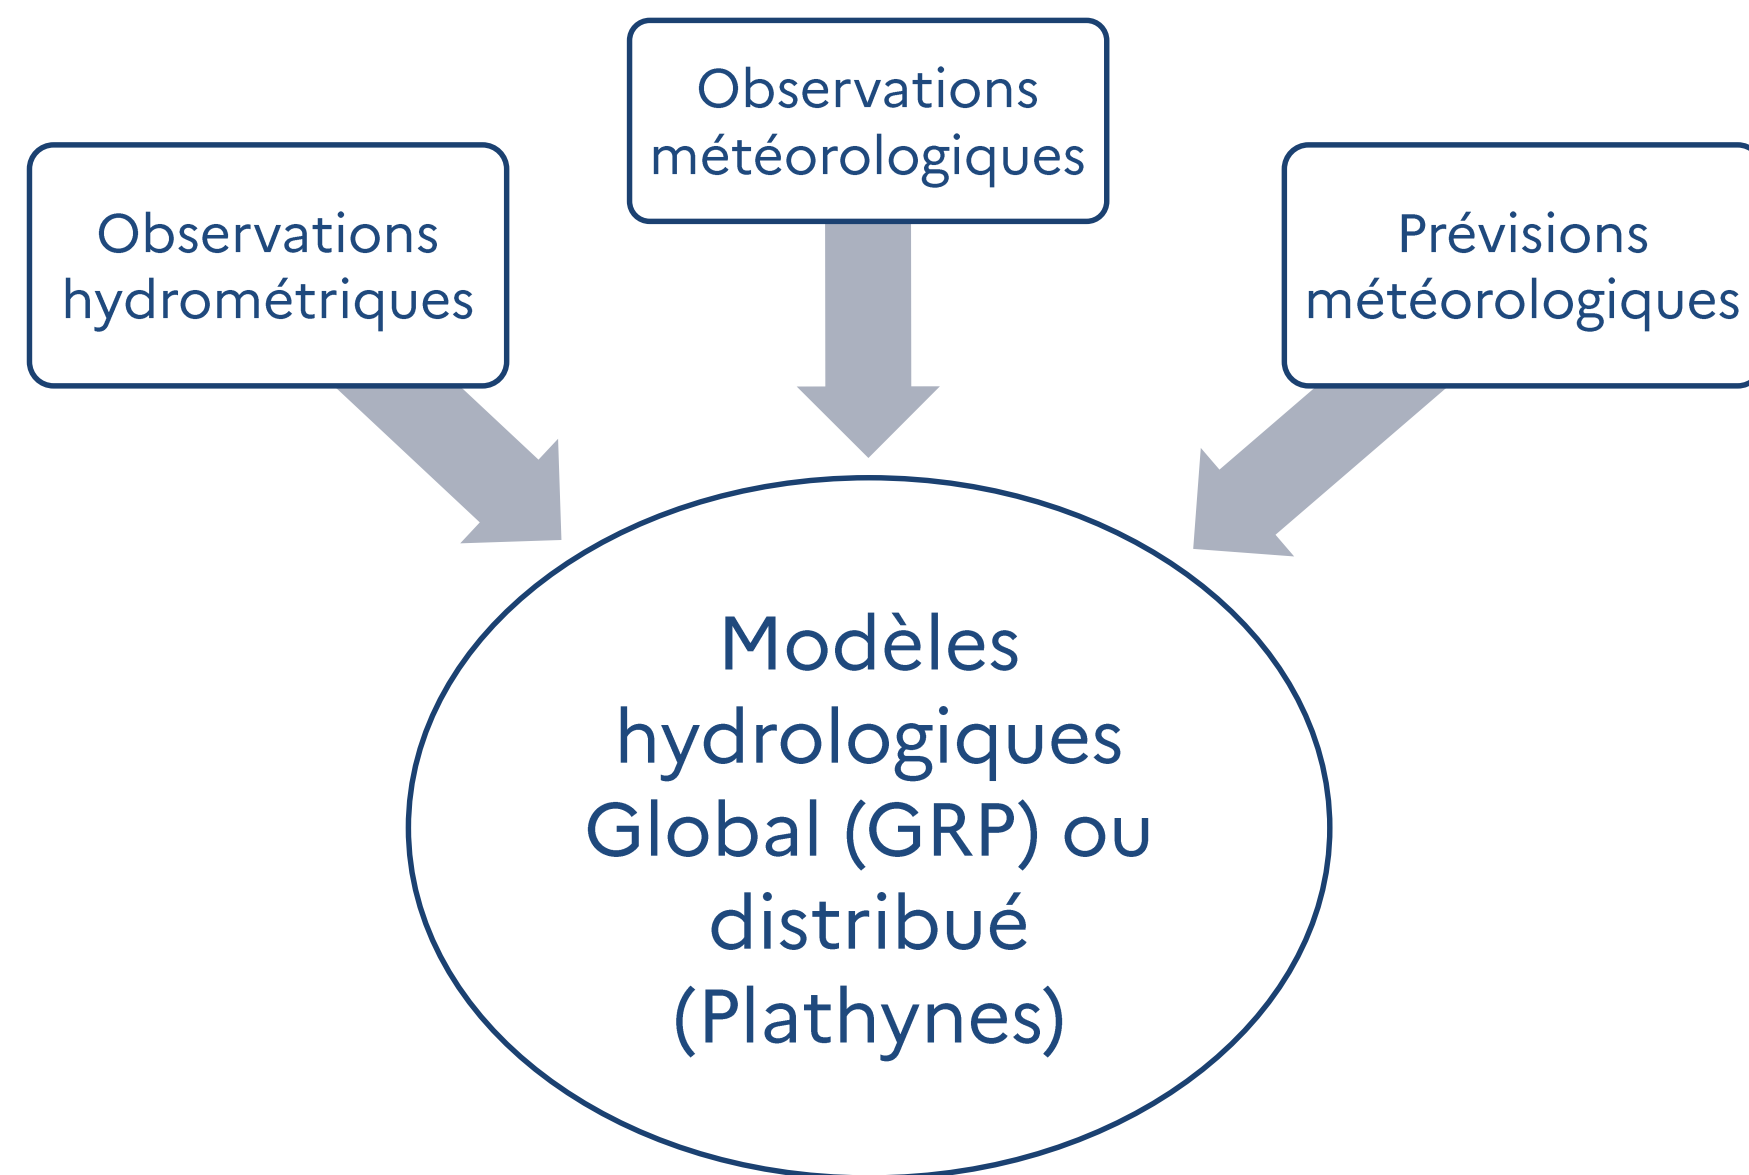 Observations
météorologiques
Observations
hydrométriques
Prévisions
météorologiques
Modèles
hydrologiques
Global (GRP) ou
distribué
(Plathynes)